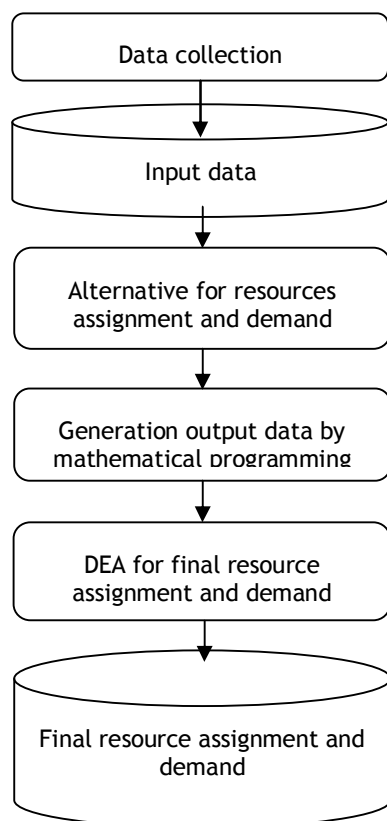 Data collection
Input data
Alternative for resources
assignment and demand
Generation output data by
mathematical programming
DEA for final resource
assignment and demand
Final resource assignment and
demand